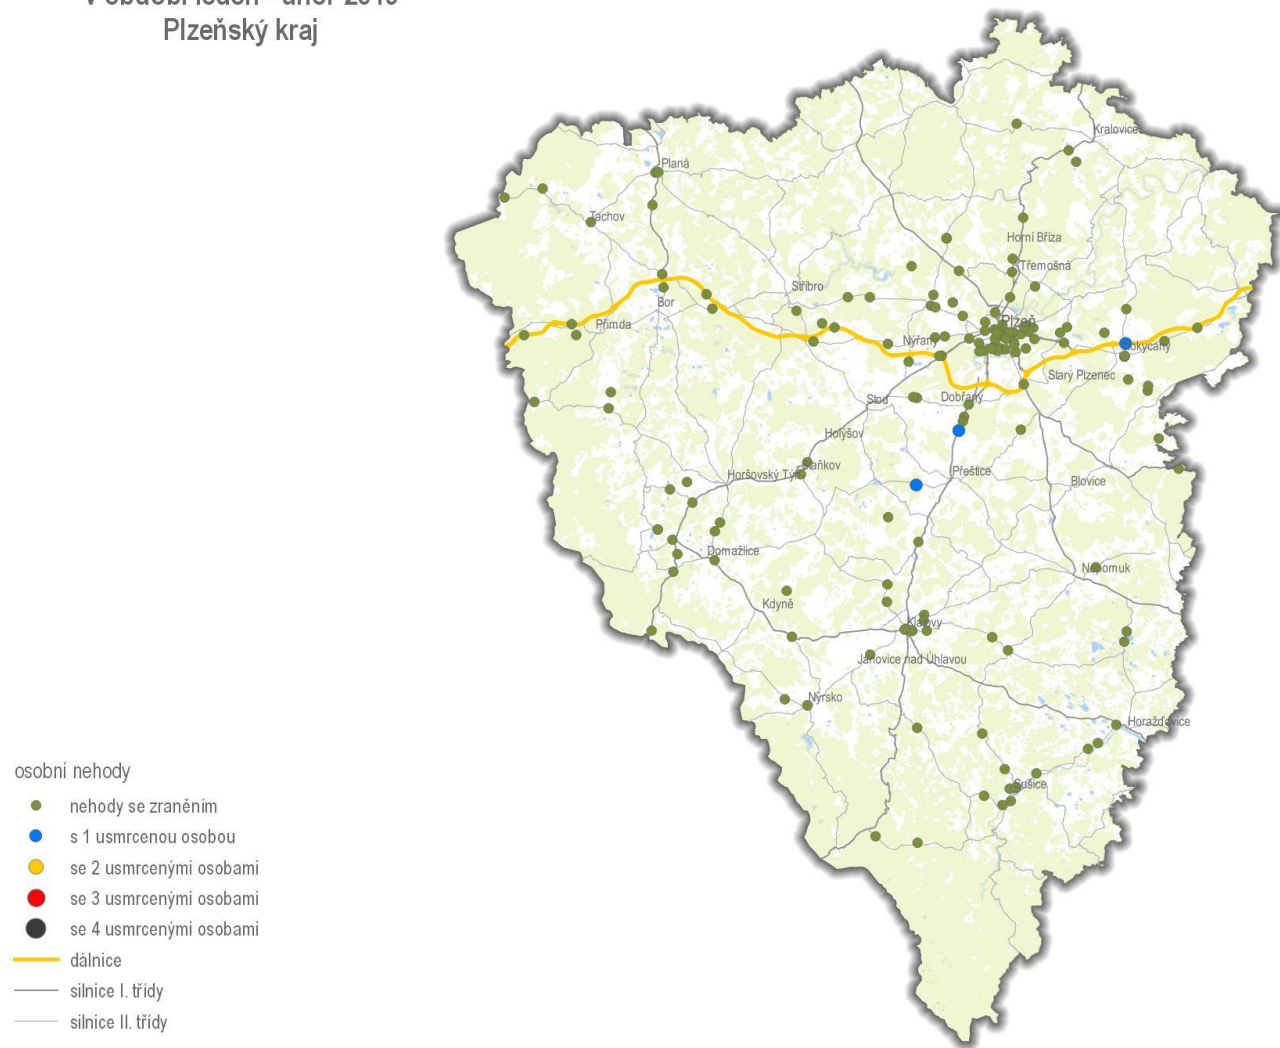 Plzeňský kraj
Kralovice
Planá
Tachov
Horní Bříza
Třemošná
Stříbro
Bor
Přimda
Plzeň
Nýřany
Rokycany
Starý Plzenec
Stod
Dobřany
Holýšov
Staňkov
Horšovský Týn
Přeštice
Blovice
Domažlice
Nepomuk
Kdyně
Klatovy
Janovice nad Úhlavou
Nýrsko
Horažďovice
Sušice
osobní nehody
nehody se zraněním
s 1 usmrcenou osobou
se 2 usmrcenými osobami
se 3 usmrcenými osobami
se 4 usmrcenými osobami
dálnice
silnice I. třídy
silnice II. třídy